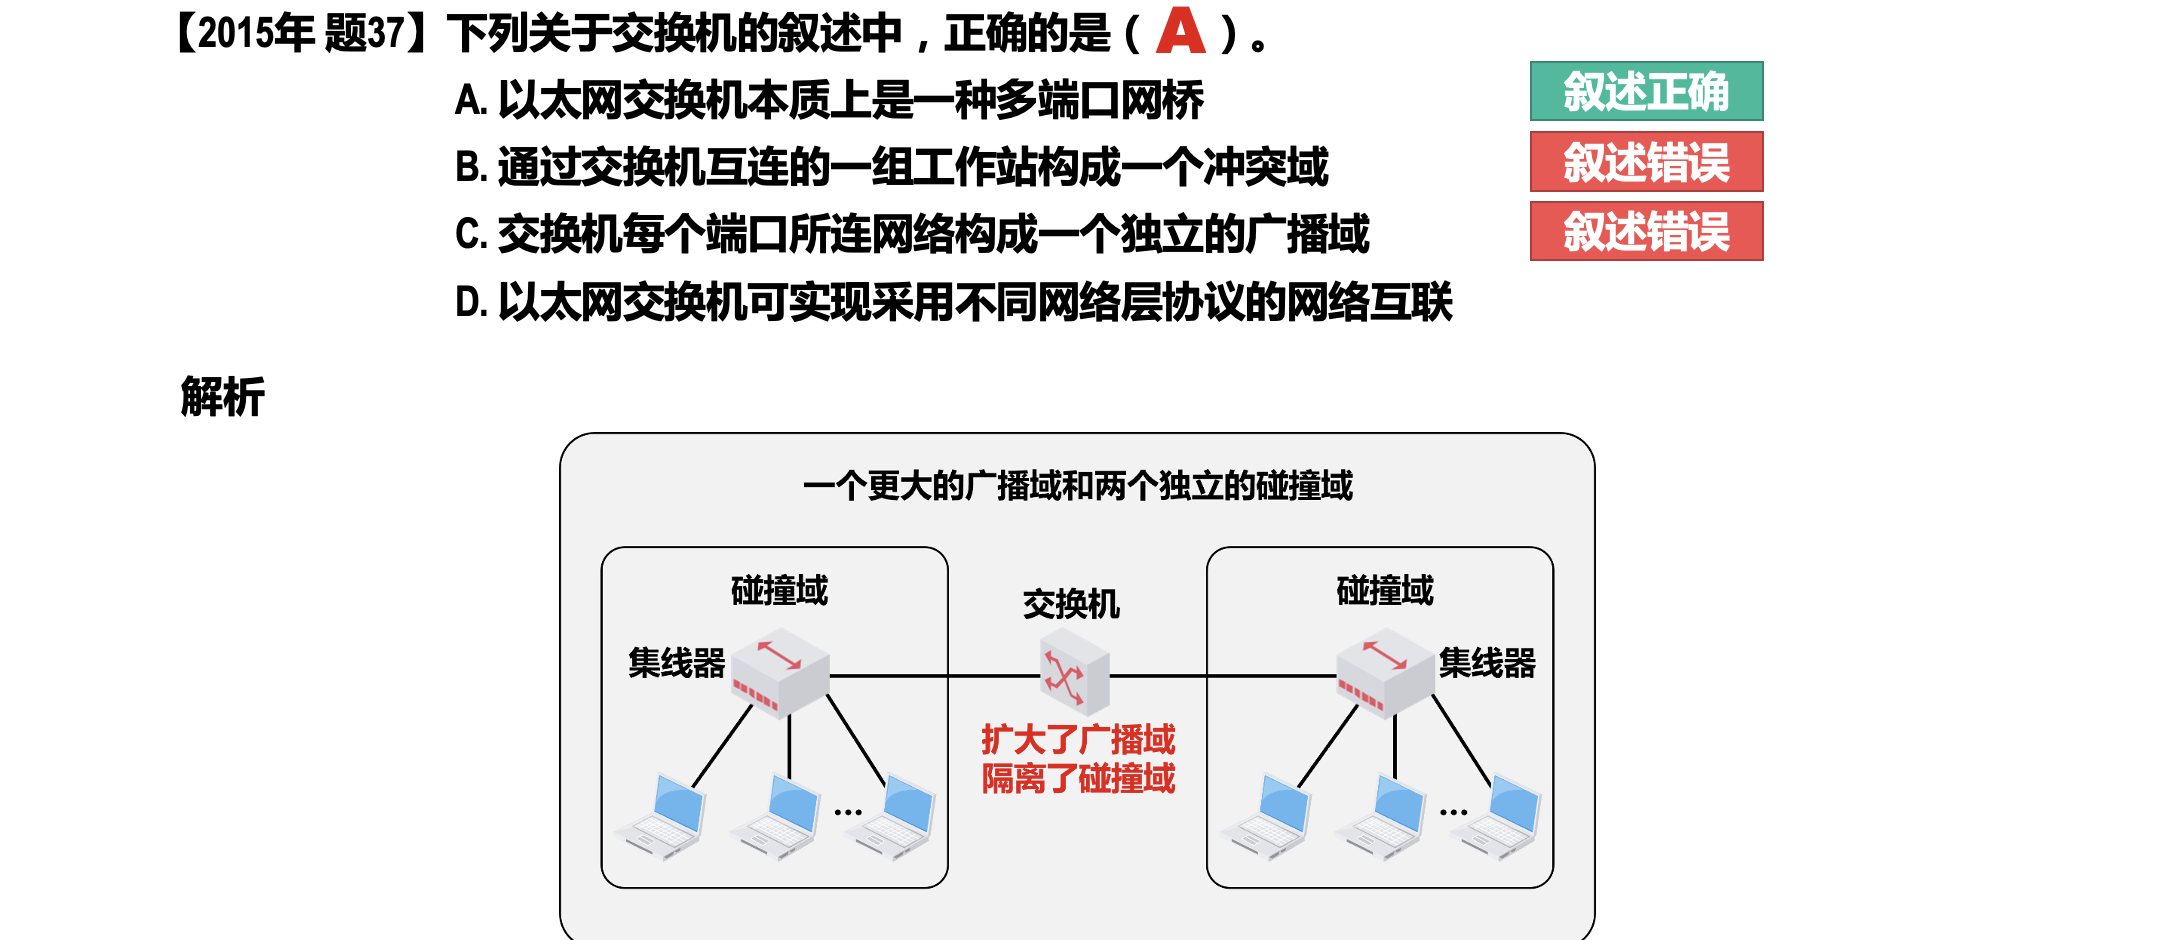 【2015年 题37】下列关于交换机的叙述中，正确的是（ A ）。
A. 以太网交换机本质上是一种多端口网桥 叙述正确
B. 通过交换机互连的一组工作站构成一个冲突域 叙述错误
C. 交换机每个端口所连网络构成一个独立的广播域 叙述错误
D. 以太网交换机可实现采用不同网络层协议的网络互联
解析
一个更大的广播域和两个独立的碰撞域
碰撞域
交换机
碰撞域
集线器
集线器
扩大了广播域
隔离了碰撞域
...
...